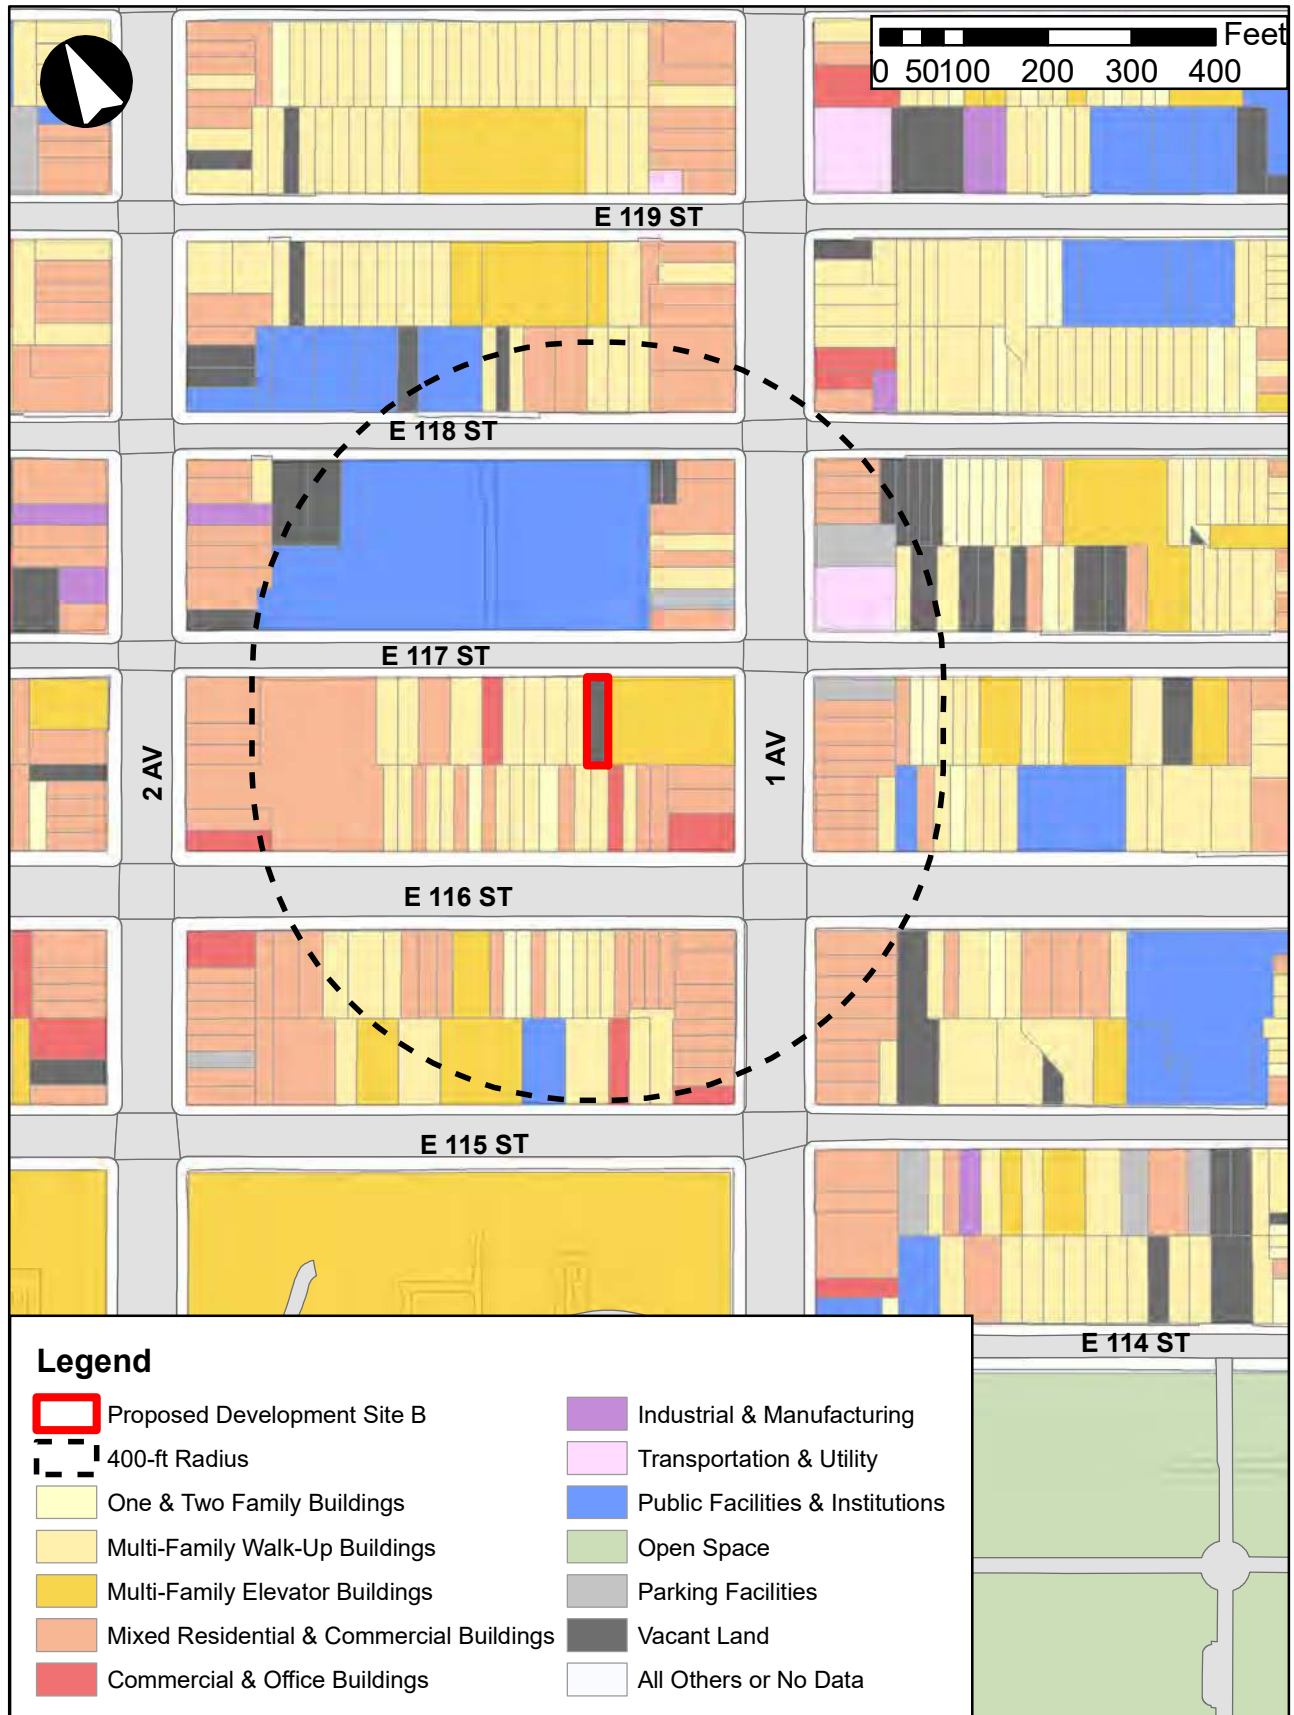 Feet
0 50100 200 300 400
E 119 ST
E 118 ST
E 117 ST
2 AV
1 AV
E 116 ST
E 115 ST
E 114 ST
Legend
Proposed Development Site B
400-ft Radius
One & Two Family Buildings
Multi-Family Walk-Up Buildings
Multi-Family Elevator Buildings
Mixed Residential & Commercial Buildings
Commercial & Office Buildings
Industrial & Manufacturing
Transportation & Utility
Public Facilities & Institutions
Open Space
Parking Facilities
Vacant Land
All Others or No Data